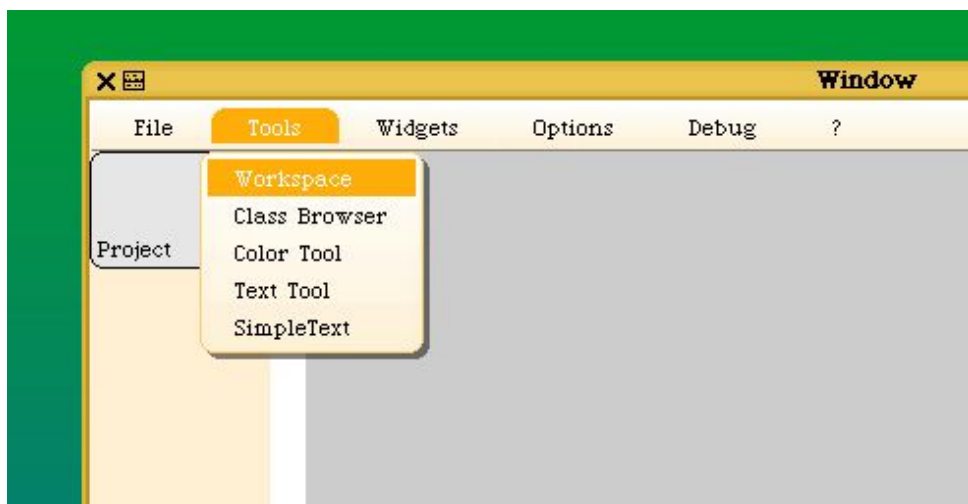 Window
File Tools Widgets Options Debug ?
Workspace
Class Browser
Project
Color Tool
Text Tool
SimpleText